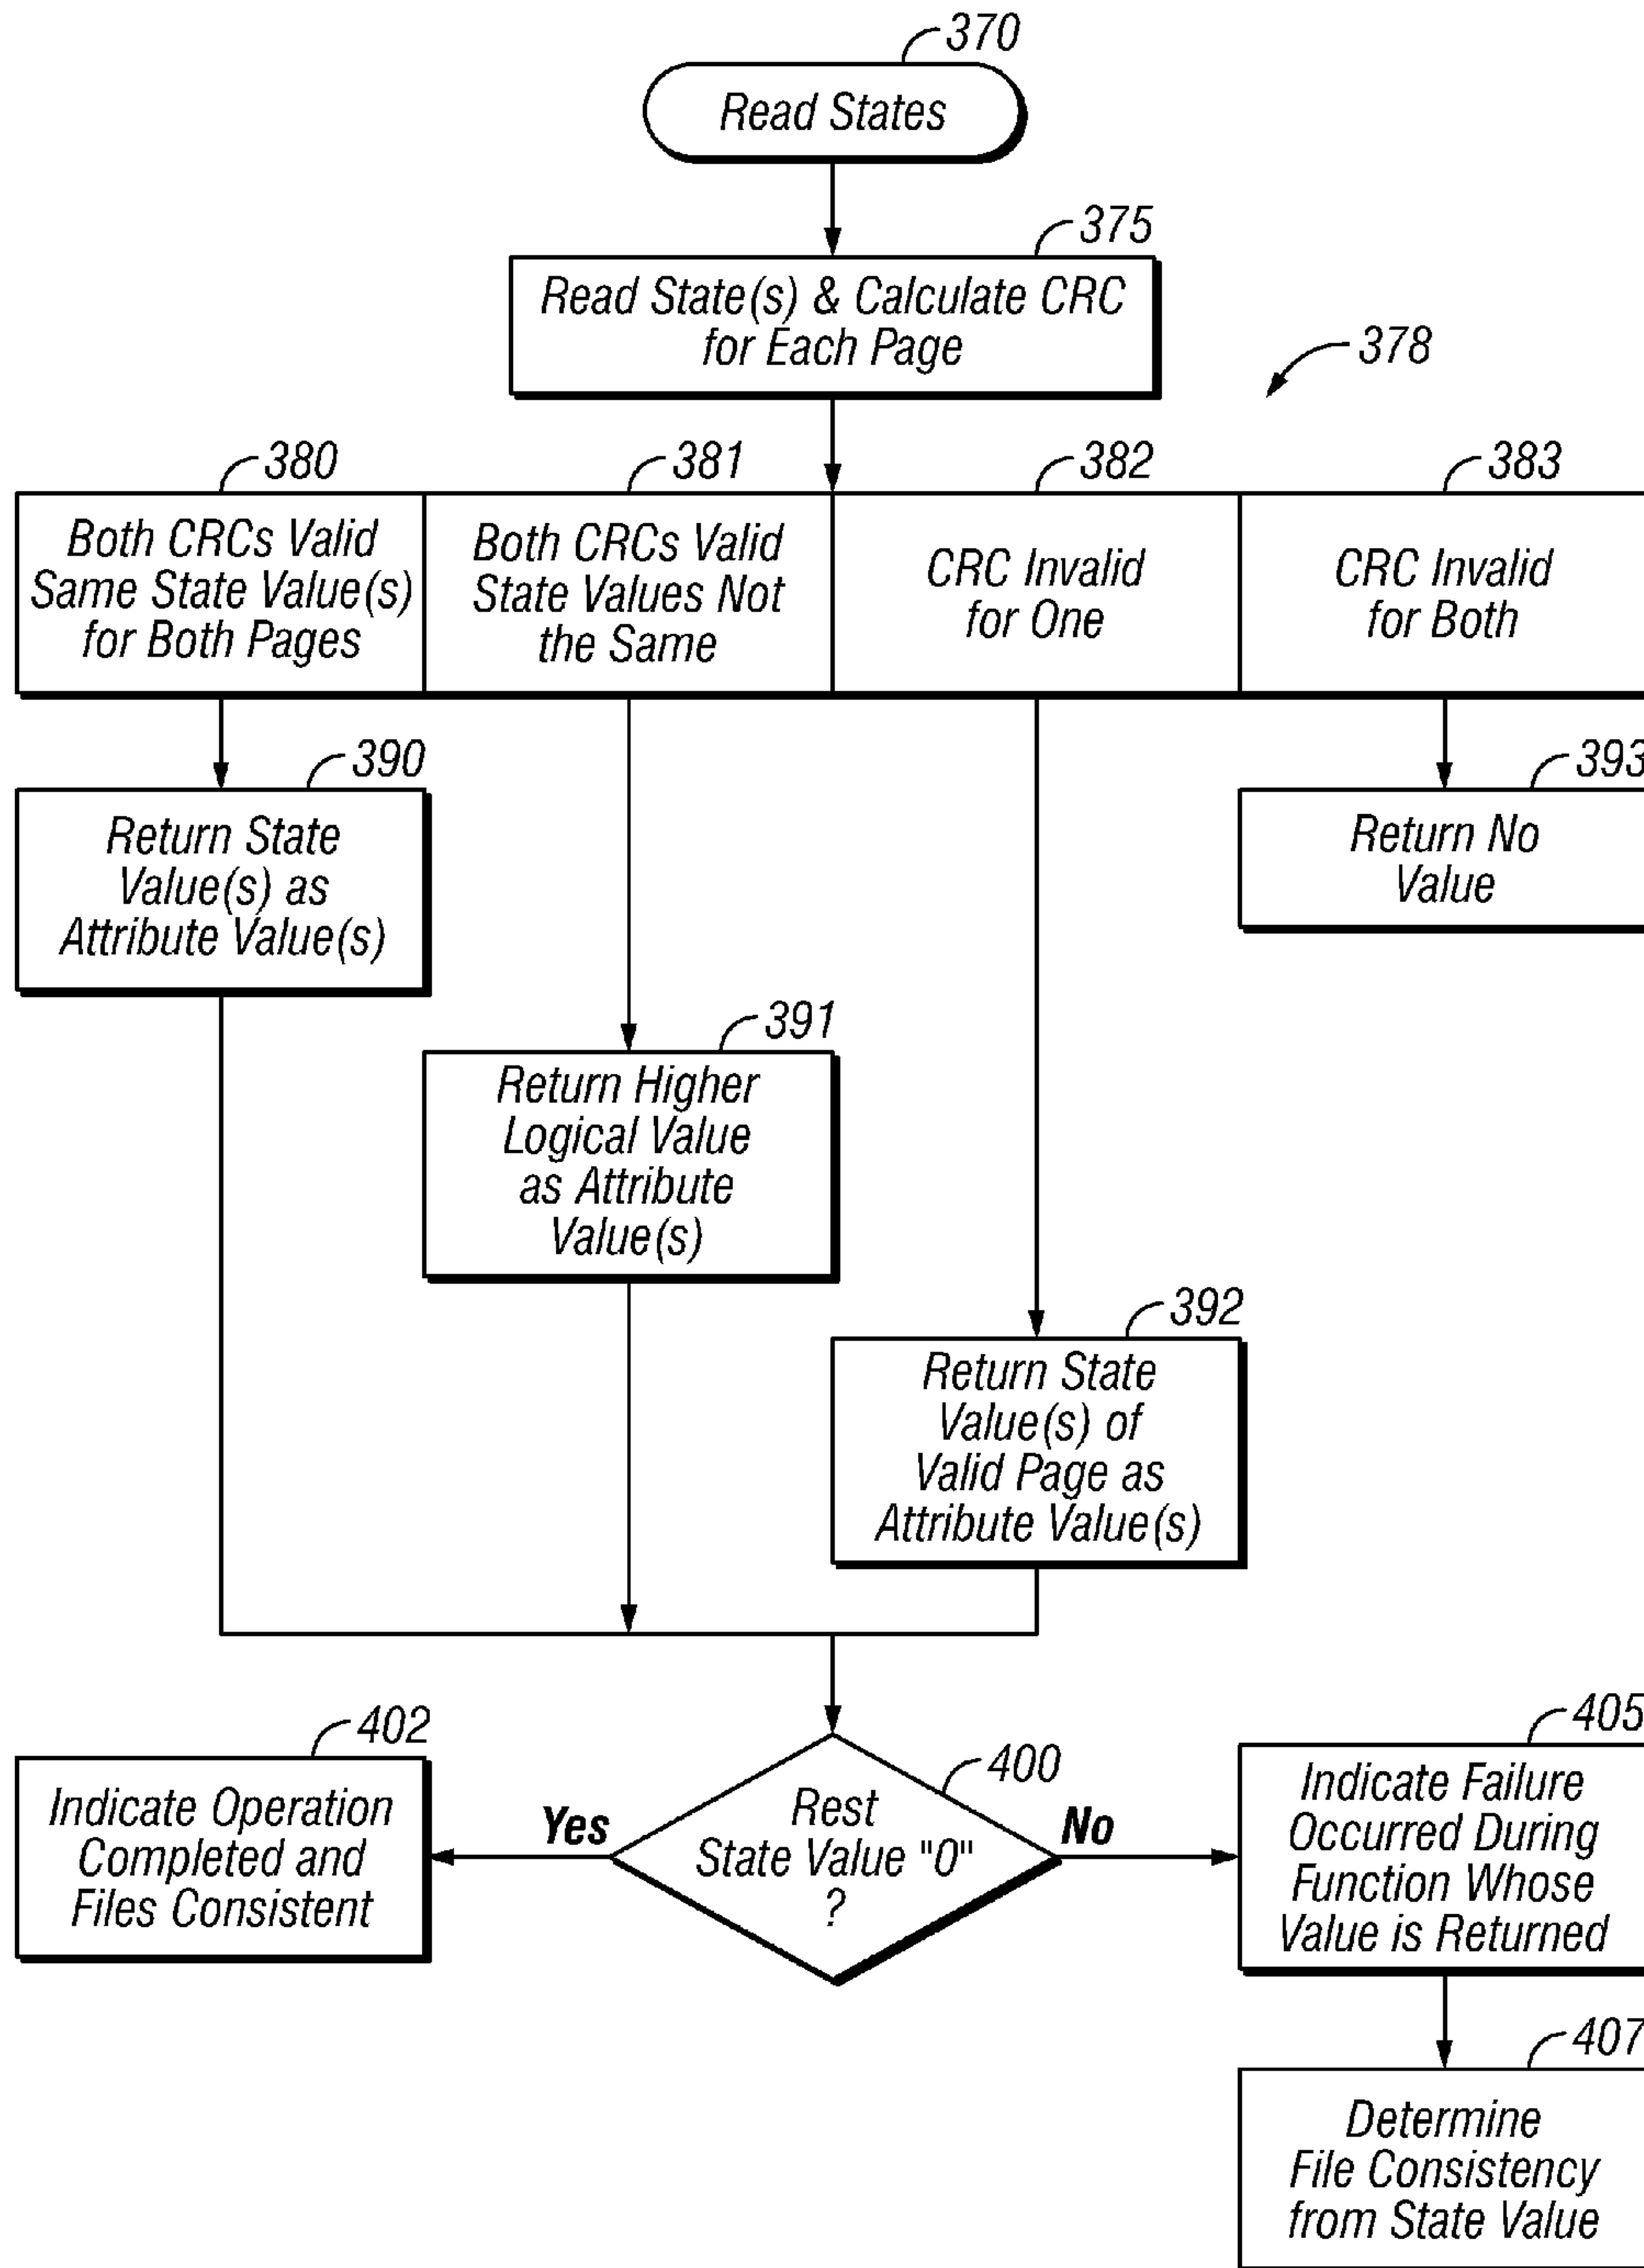 370
Read States
375
Read State(s) & Calculate CRC
for Each Page
378
380
Both CRCs Valid
Same State Value(s)
for Both Pages
381
Both CRCs Valid
State Values Not
the Same
382
CRC Invalid
for One
383
CRC Invalid
for Both
390
Return State
Value(s) as
Attribute Value(s)
393
Return No
Value
391
Return Higher
Logical Value
as Attribute
Value(s)
392
Return State
Value(s) of
Valid Page as
Attribute Value(s)
402
Indicate Operation
Completed and
Files Consistent
Yes
400
Rest
State Value "0"
?
No
405
Indicate Failure
Occurred During
Function Whose
Value is Returned
407
Determine
File Consistency
from State Value